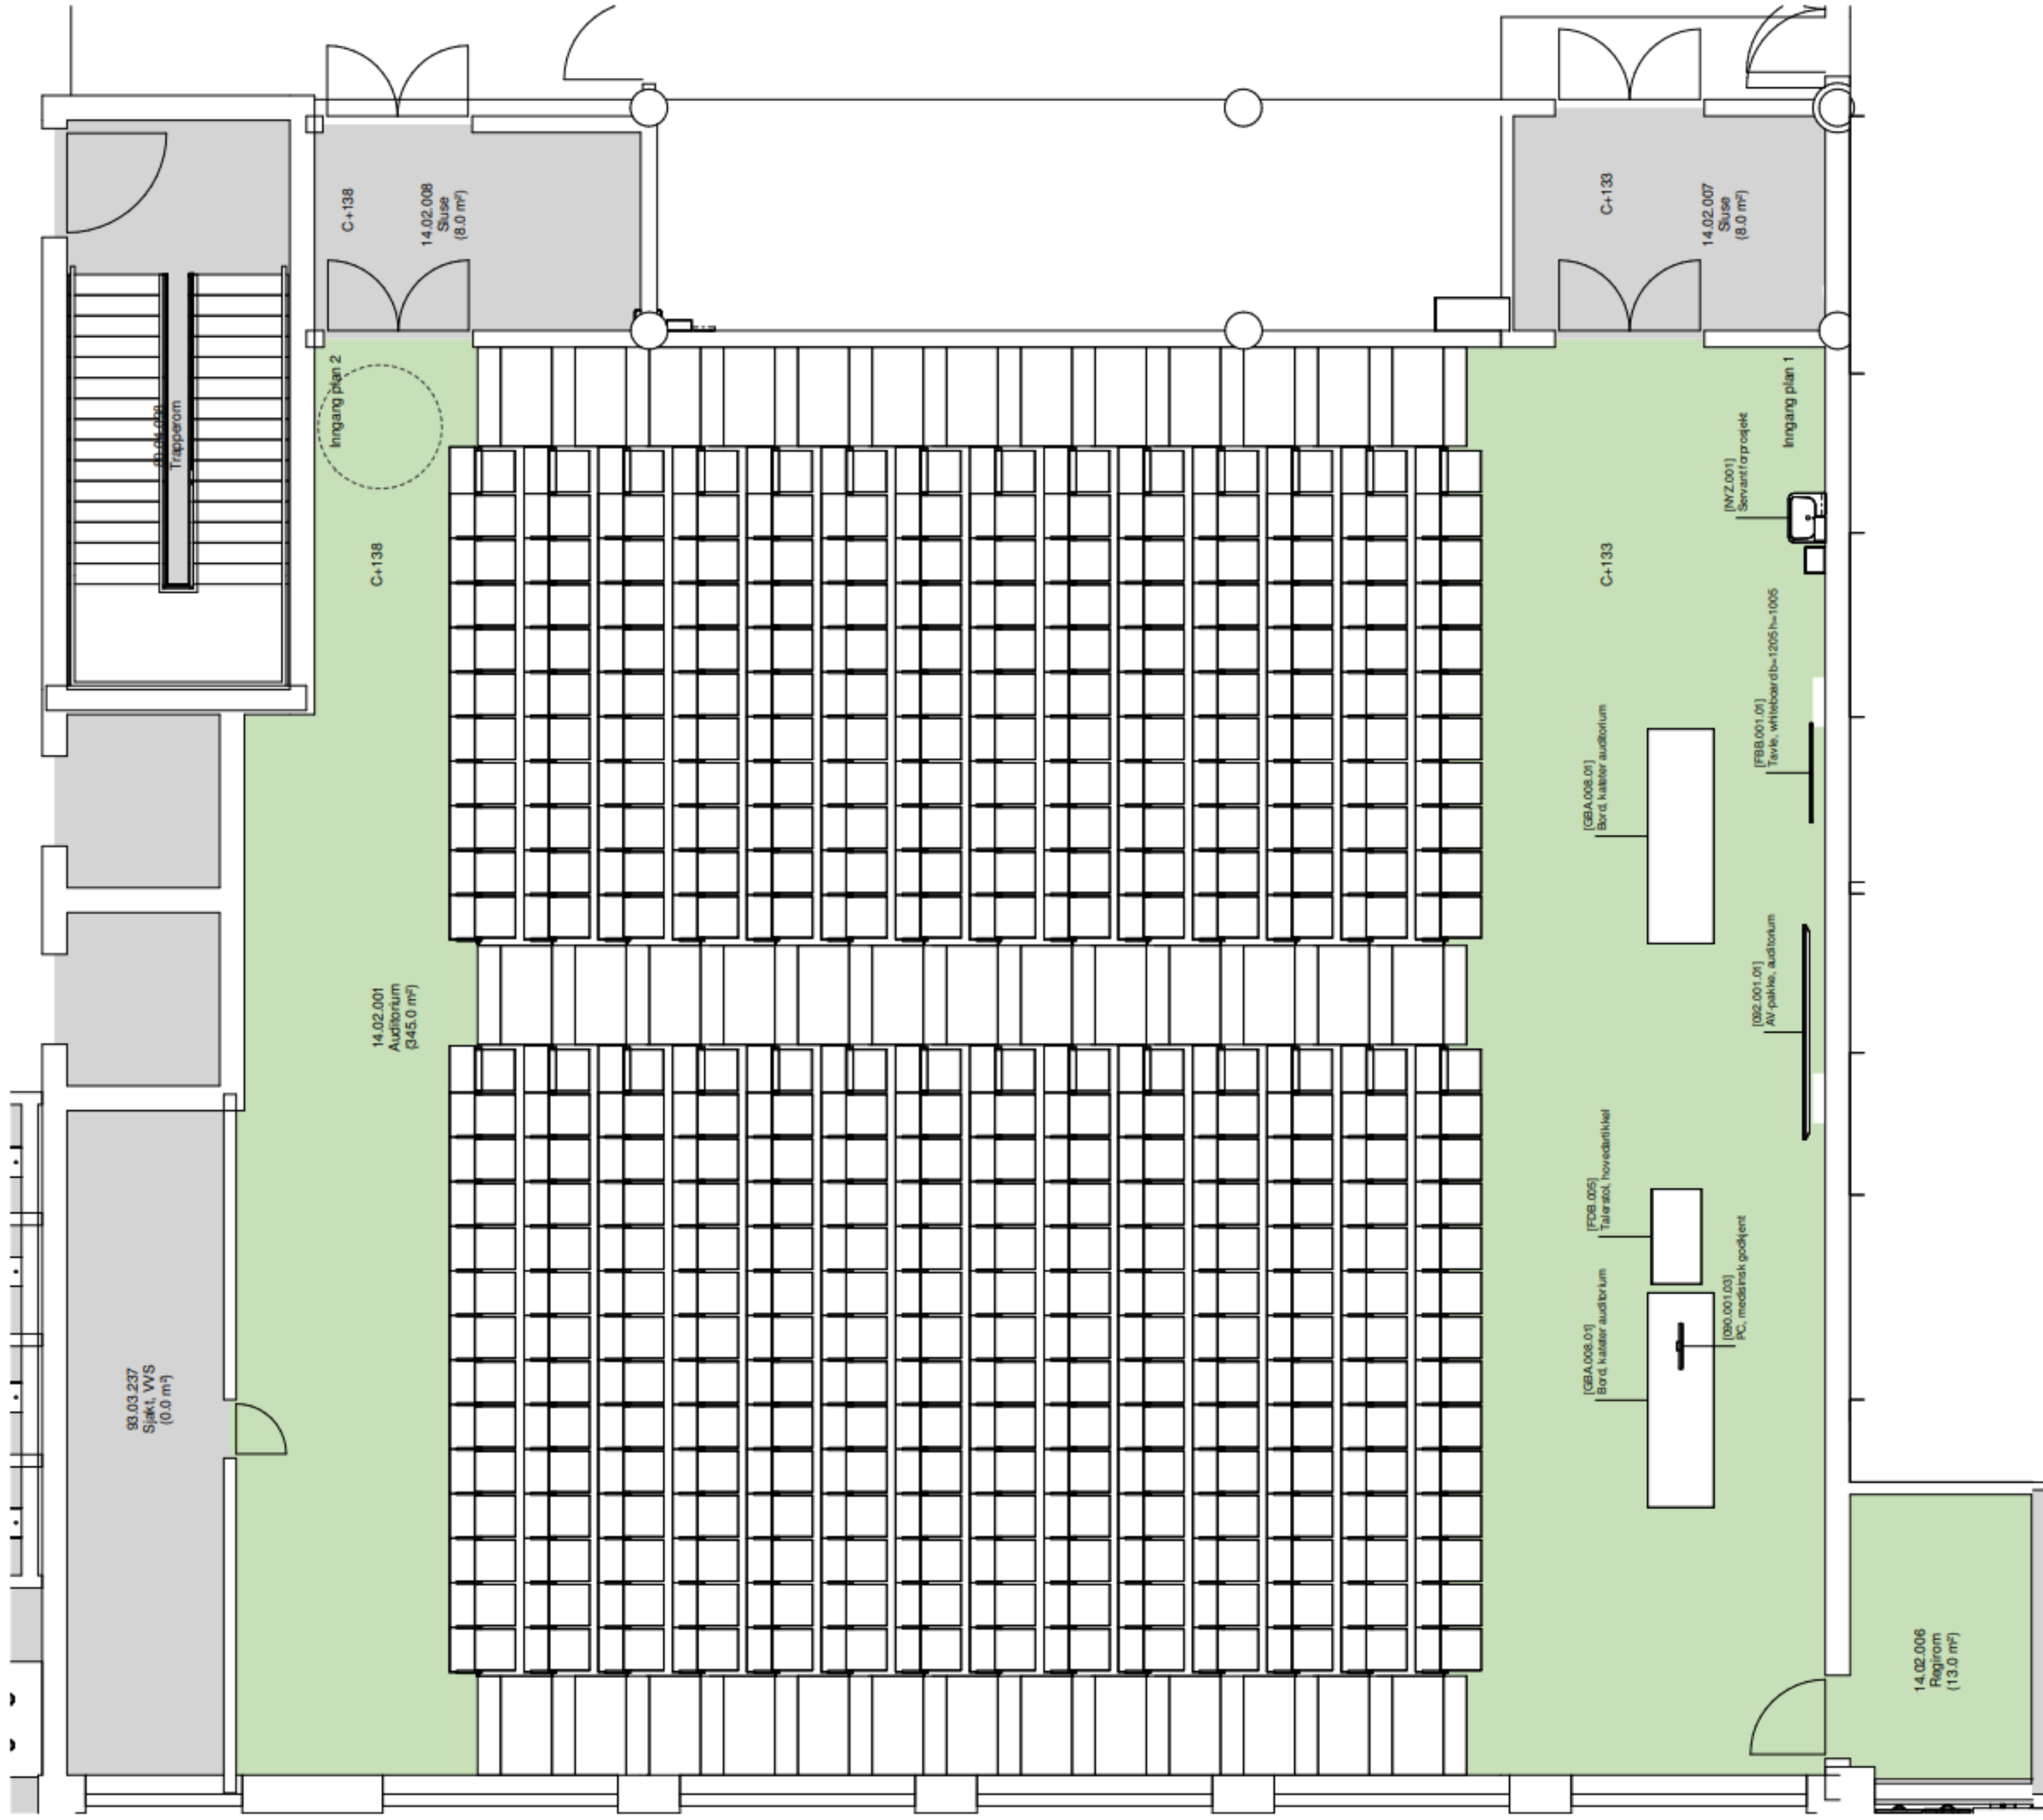 C+138
14.02.008
Sluse
(8.0 m²)
C+133
14.02.007
Sluse
(8.0 m²)
Trapperom
Inngang plan 2
C+138
Inngang plan 1
[NYZ.001]
Servant forprosjekt
C+133
[FBB.001.01]
Tavle, whiteboard b=1205 h=1005
[GBA.008.01]
Bord, kateter auditorium
14.02.001
Auditorium
(345.0 m²)
[092.001.01]
AV-pakke, auditorium
[FDB.005]
Talerstol, hovedartikkel
[090.001.03]
PC, medisinsk godkjent
[GBA.008.01]
Bord, kateter auditorium
93.03.237
Sjakt, VVS
(0.0 m²)
14.02.006
Regirom
(13.0 m²)